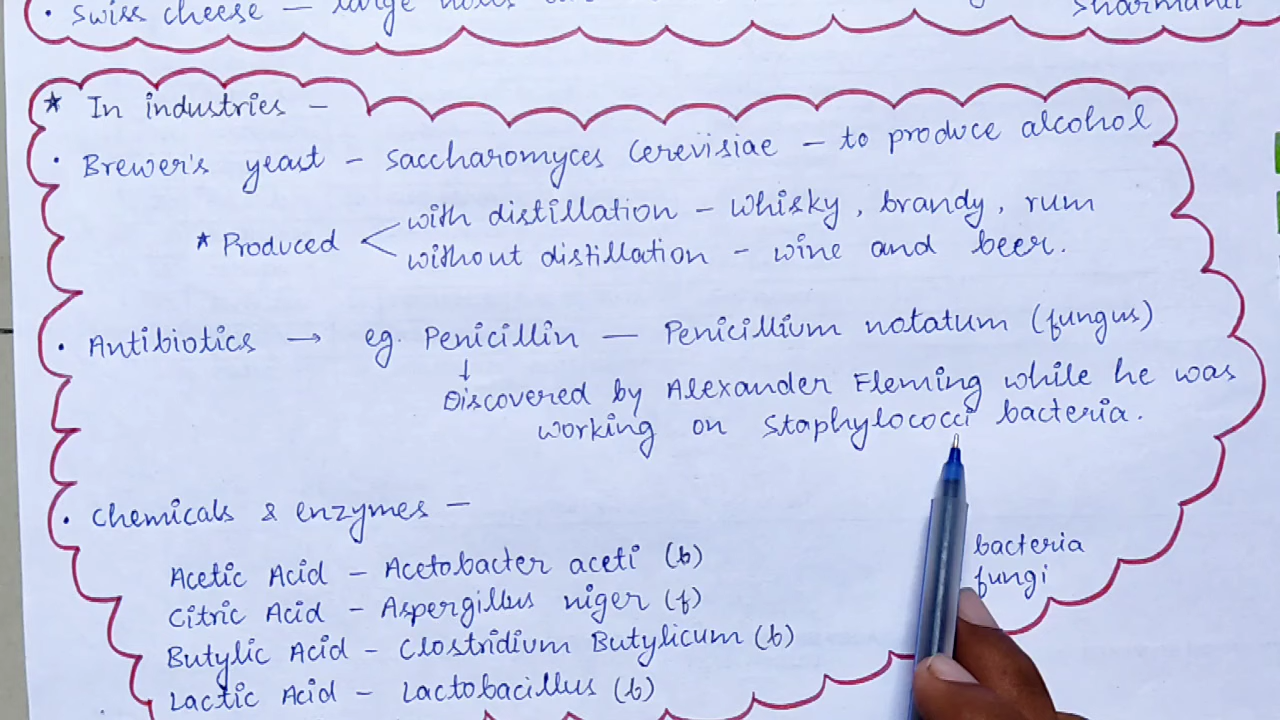 • Swiss cheese – large holes
★ In industries –
• Brewer's yeast – Saccharomyces Cerevisiae – to produce alcohol
★ Produced < with distillation – whisky, brandy, rum
without distillation – wine and beer.
• Antibiotics → eg. Penicillin — Penicillium notatum (fungus)
↓
Discovered by Alexander Fleming while he was
working on Staphylococci bacteria.
• Chemicals & enzymes –
bacteria
fungi
Acetic Acid – Acetobacter aceti (b)
Citric Acid – Aspergillus niger (f)
Butylic Acid – Clostridium Butylicum (b)
Lactic Acid – Lactobacillus (b)